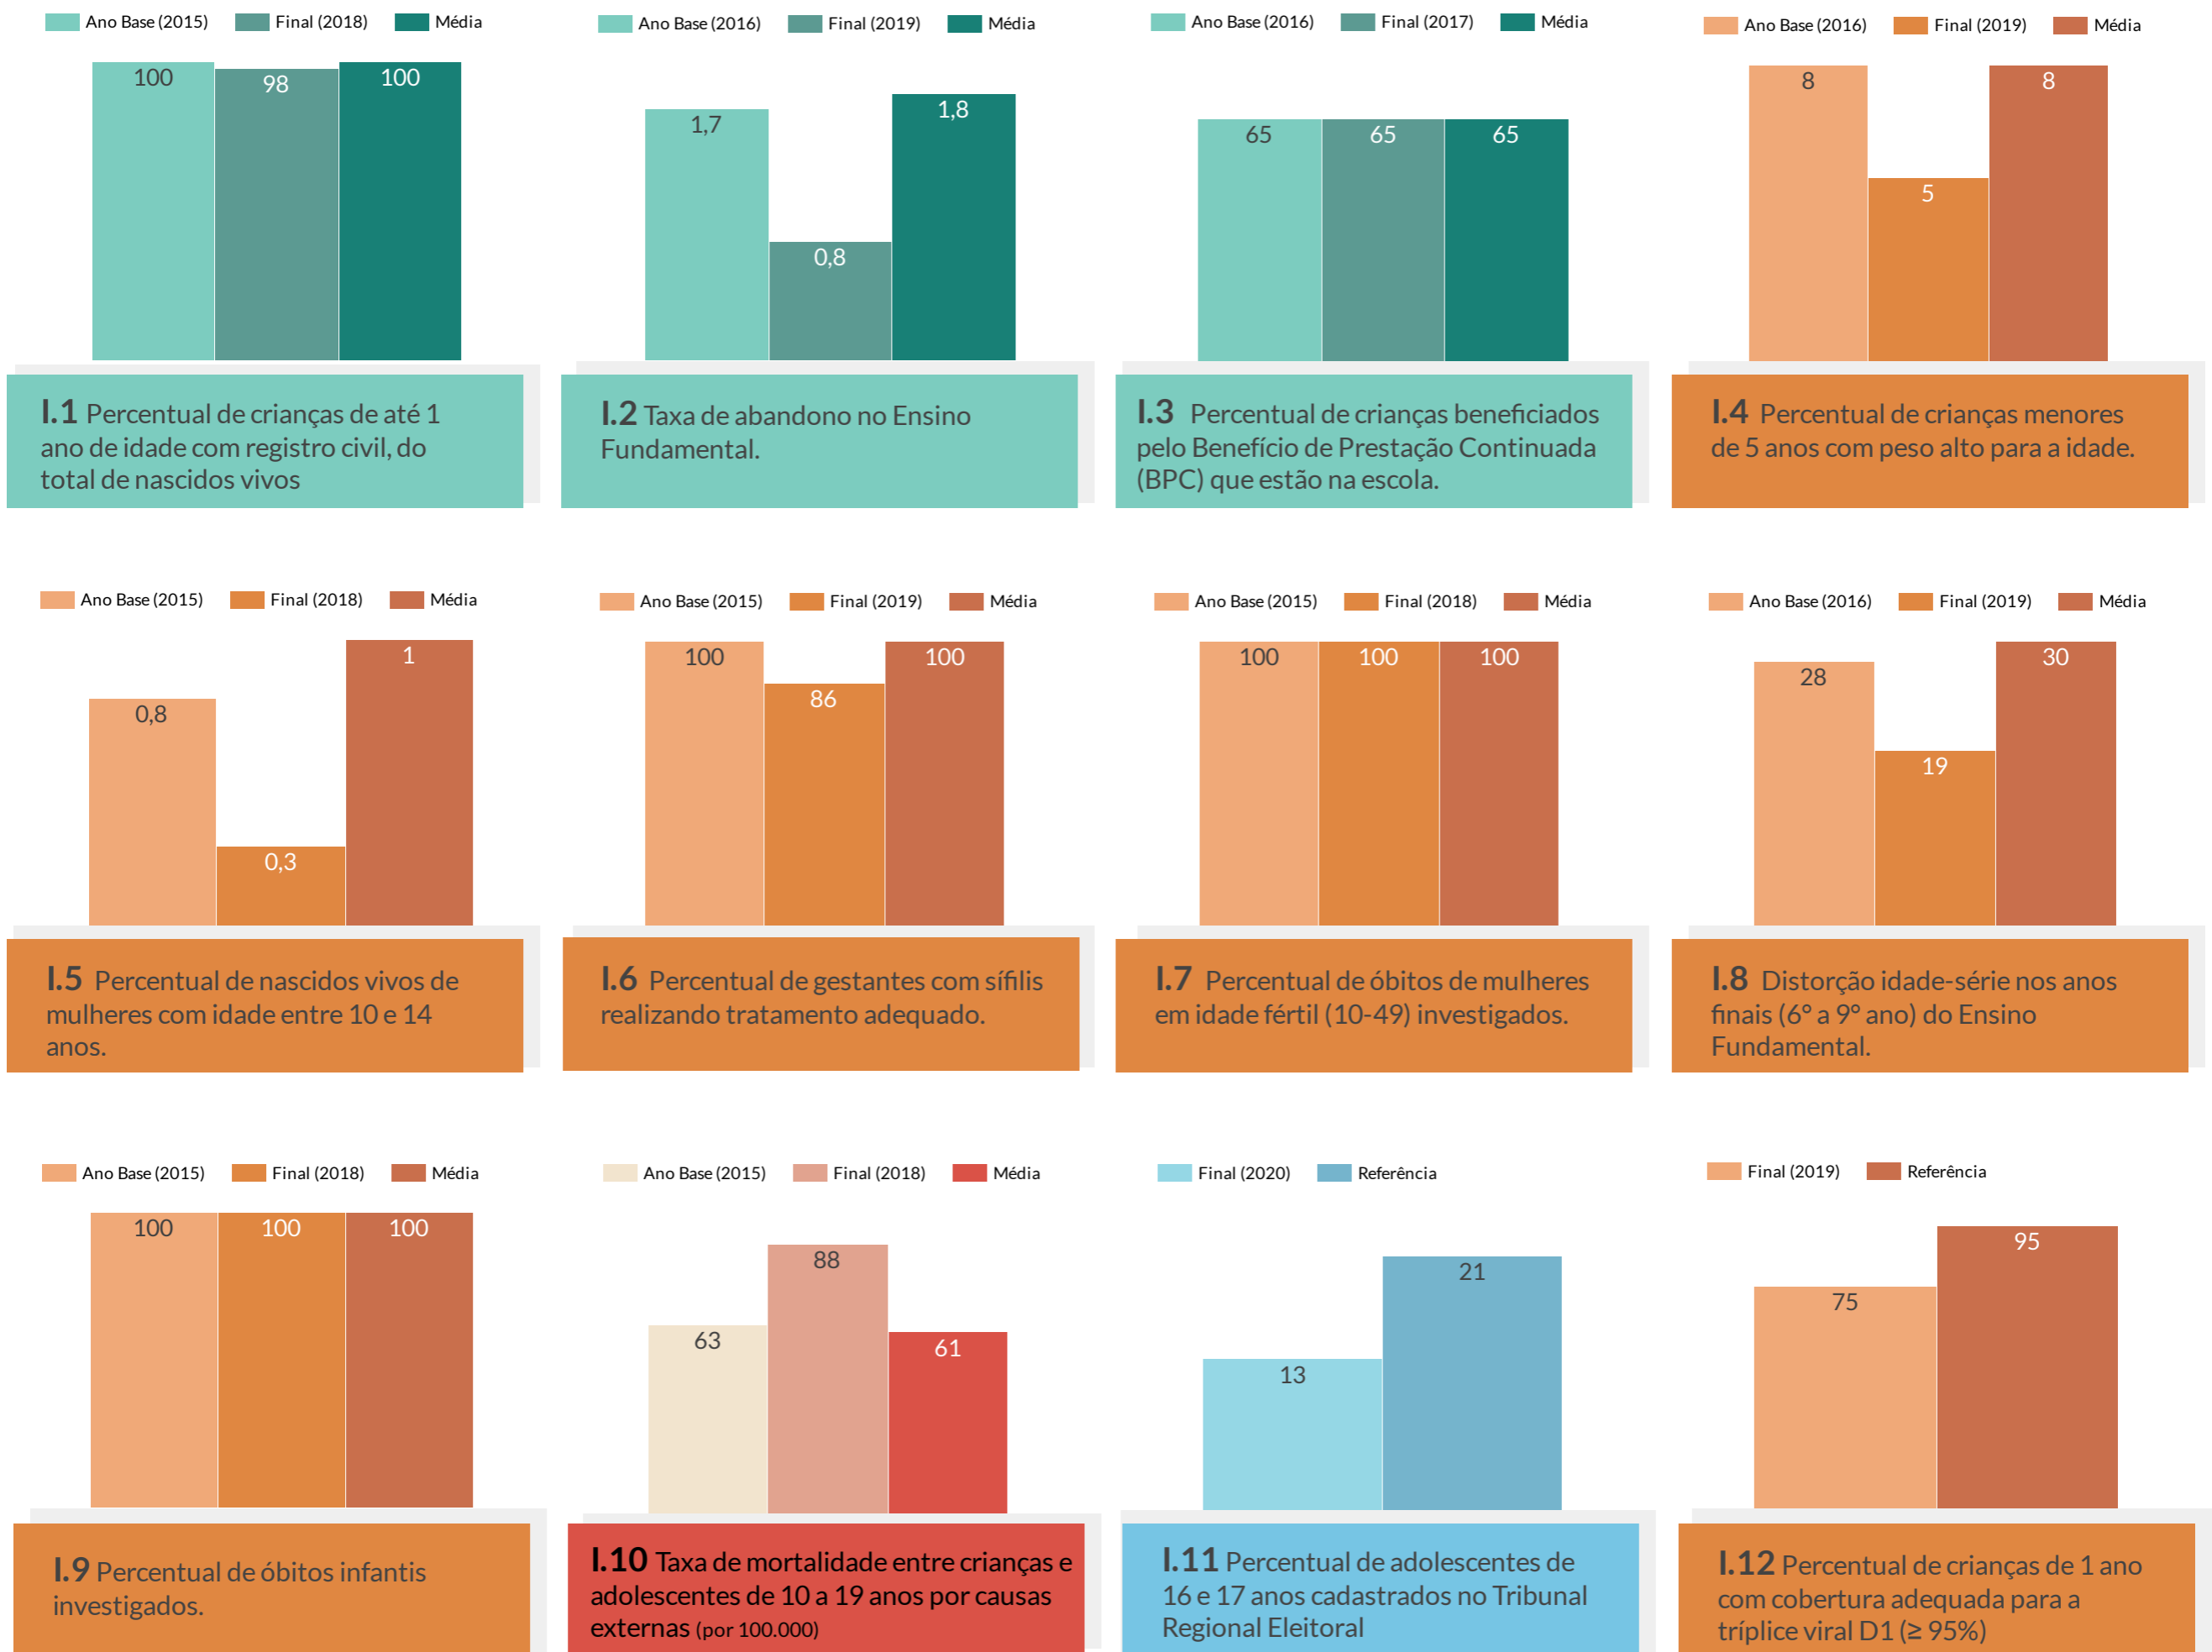 Ano Base (2015) Final (2018) Média
100 98 100
I.1 Percentual de crianças de até 1
ano de idade com registro civil, do
total de nascidos vivos
Ano Base (2016) Final (2019) Média
1,7 0,8 1,8
I.2 Taxa de abandono no Ensino
Fundamental.
Ano Base (2016) Final (2017) Média
65 65 65
I.3 Percentual de crianças beneficiados
pelo Benefício de Prestação Continuada
(BPC) que estão na escola.
Ano Base (2016) Final (2019) Média
8 5 8
I.4 Percentual de crianças menores
de 5 anos com peso alto para a idade.
Ano Base (2015) Final (2018) Média
0,8 0,3 1
I.5 Percentual de nascidos vivos de
mulheres com idade entre 10 e 14
anos.
Ano Base (2015) Final (2019) Média
100 86 100
I.6 Percentual de gestantes com sífilis
realizando tratamento adequado.
Ano Base (2015) Final (2018) Média
100 100 100
I.7 Percentual de óbitos de mulheres
em idade fértil (10-49) investigados.
Ano Base (2016) Final (2019) Média
28 19 30
I.8 Distorção idade-série nos anos
finais (6° a 9° ano) do Ensino
Fundamental.
Ano Base (2015) Final (2018) Média
100 100 100
I.9 Percentual de óbitos infantis
investigados.
Ano Base (2015) Final (2018) Média
63 88 61
I.10 Taxa de mortalidade entre crianças e
adolescentes de 10 a 19 anos por causas
externas (por 100.000)
Final (2020) Referência
13 21
I.11 Percentual de adolescentes de
16 e 17 anos cadastrados no Tribunal
Regional Eleitoral
Final (2019) Referência
75 95
I.12 Percentual de crianças de 1 ano
com cobertura adequada para a
tríplice viral D1 (≥ 95%)